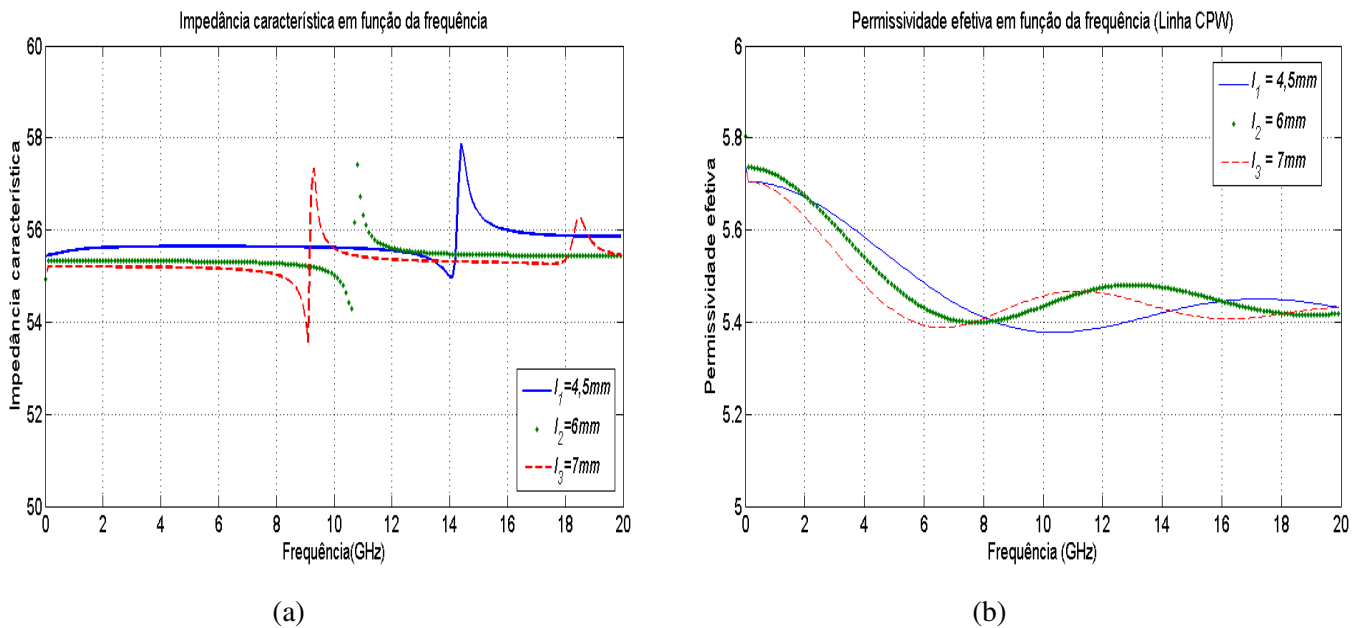 Impedância característica em função da frequência
60
58
56
54
52
50
0 2 4 6 8 10 12 14 16 18 20
Impedância característica
Frequência(GHz)
l1=4,5mm
l2=6mm
l3=7mm
(a)
Permissividade efetiva em função da frequência (Linha CPW)
6
5.8
5.6
5.4
5.2
5
0 2 4 6 8 10 12 14 16 18 20
Permissividade efetiva
Frequência (GHz)
l1 = 4,5mm
l2 = 6mm
l3 = 7mm
(b)